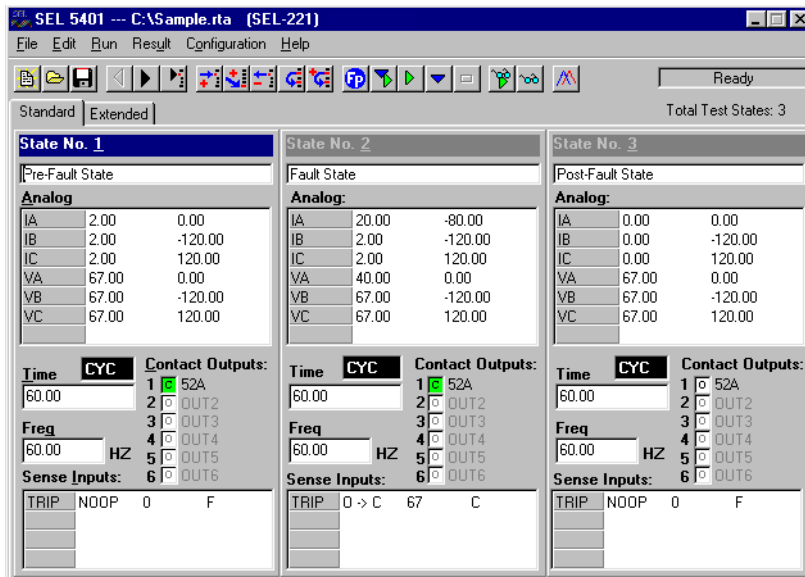 SEL 5401 --- C:\Sample.rta (SEL-221)
File Edit Run Result Configuration Help
Fp Ready
Standard Extended Total Test States: 3
State No. 1
Pre-Fault State
Analog
IA 2.00 0.00
IB 2.00 -120.00
IC 2.00 120.00
VA 67.00 0.00
VB 67.00 -120.00
VC 67.00 120.00
Time CYC
60.00
Freq
60.00 HZ
Contact Outputs:
1 C 52A
2 O OUT2
3 O OUT3
4 O OUT4
5 O OUT5
6 O OUT6
Sense Inputs:
TRIP NOOP 0 F
State No. 2
Fault State
Analog:
IA 20.00 -80.00
IB 2.00 -120.00
IC 2.00 120.00
VA 40.00 0.00
VB 67.00 -120.00
VC 67.00 120.00
Time CYC
60.00
Freq
60.00 HZ
Contact Outputs:
1 C 52A
2 O OUT2
3 O OUT3
4 O OUT4
5 O OUT5
6 O OUT6
Sense Inputs:
TRIP O -> C 67 C
State No. 3
Post-Fault State
Analog:
IA 0.00 0.00
IB 0.00 -120.00
IC 0.00 120.00
VA 67.00 0.00
VB 67.00 -120.00
VC 67.00 120.00
Time CYC
60.00
Freq
60.00 HZ
Contact Outputs:
1 O 52A
2 O OUT2
3 O OUT3
4 O OUT4
5 O OUT5
6 O OUT6
Sense Inputs:
TRIP NOOP 0 F